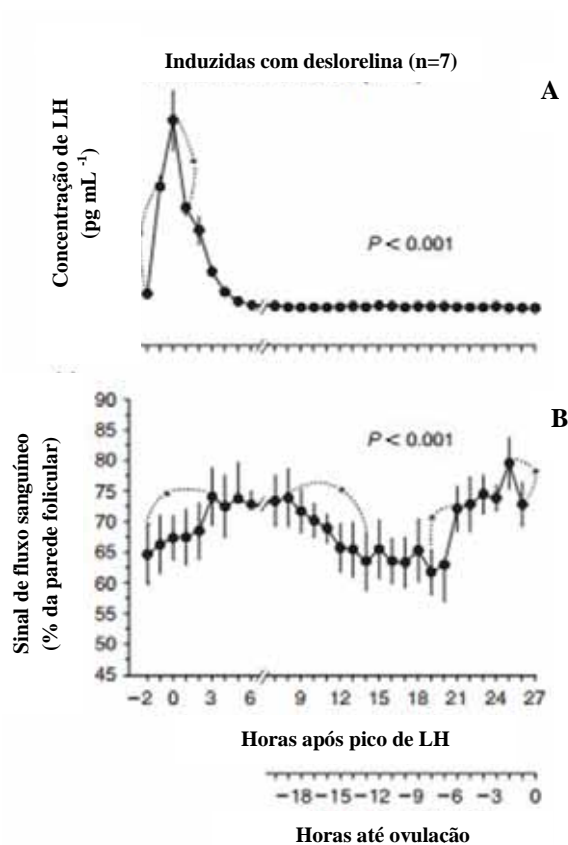 Induzidas com deslorelina (n=7)
A
Concentração de LH
(pg mL -1)
P < 0.001
B
Sinal de fluxo sanguíneo
(% da parede folicular)
90
85
80
75
70
65
60
55
50
45
P < 0.001
−2 0 3 6 9 12 15 18 21 24 27
Horas após pico de LH
−18 −15 −12 −9 −6 −3 0
Horas até ovulação